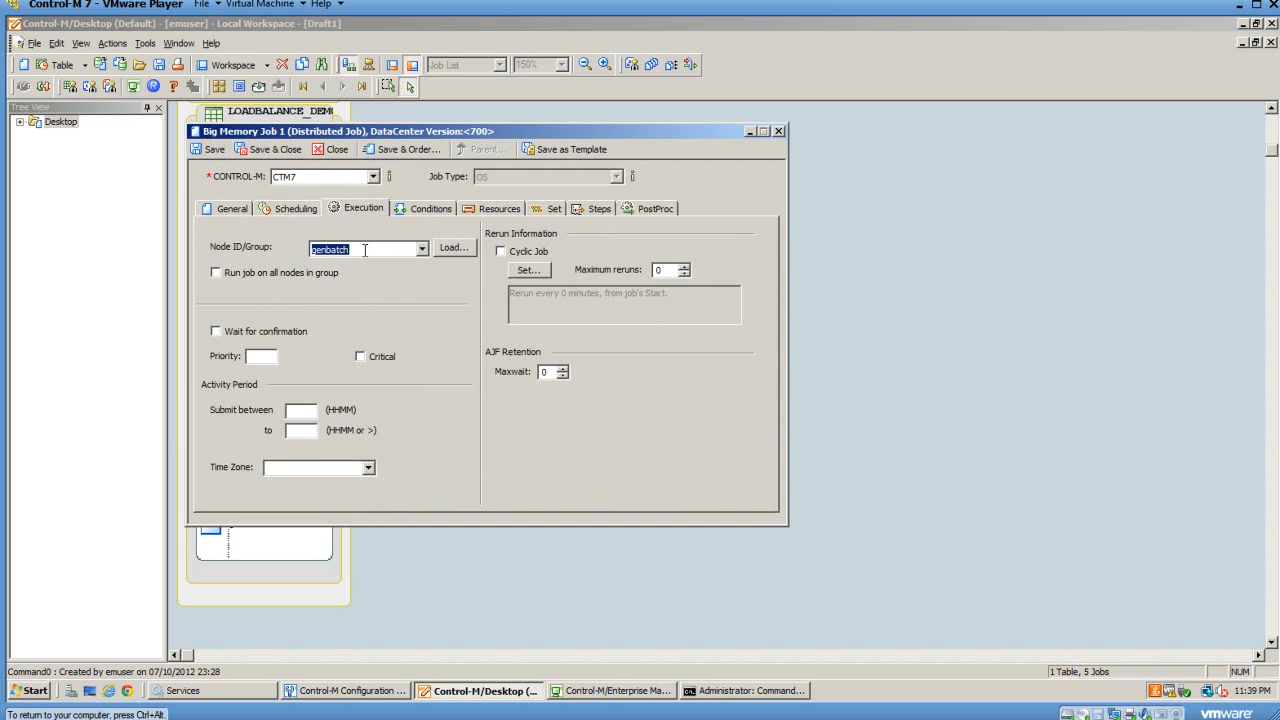 Control-M 7 - VMware Player File Virtual Machine Help
Control-M/Desktop (Default) - [emuser] - Local Workspace - [Draft1]
File Edit View Actions Tools Window Help
Table Workspace Job List 150%
Tree View
Desktop
LOADBALANCE_DEM
Big Memory Job 1 (Distributed Job), DataCenter Version:<700>
Save Save & Close Close Save & Order... Parent... Save as Template
* CONTROL-M: CTM7 Job Type: OS
General Scheduling Execution Conditions Resources Set Steps PostProc
Node ID/Group: genbatch Load...
Run job on all nodes in group
Wait for confirmation
Priority: Critical
Activity Period
Submit between (HHMM)
to (HHMM or >)
Time Zone:
Rerun Information
Cyclic Job
Set... Maximum reruns: 0
Rerun every 0 minutes, from job's Start.
AJF Retention
Maxwait: 0
Command0 : Created by emuser on 07/10/2012 23:28 1 Table, 5 Jobs NUM
Start Services Control-M Configuration ... Control-M/Desktop (... Control-M/Enterprise Ma... Administrator: Command... 11:39 PM
To return to your computer, press Ctrl+Alt. vmware